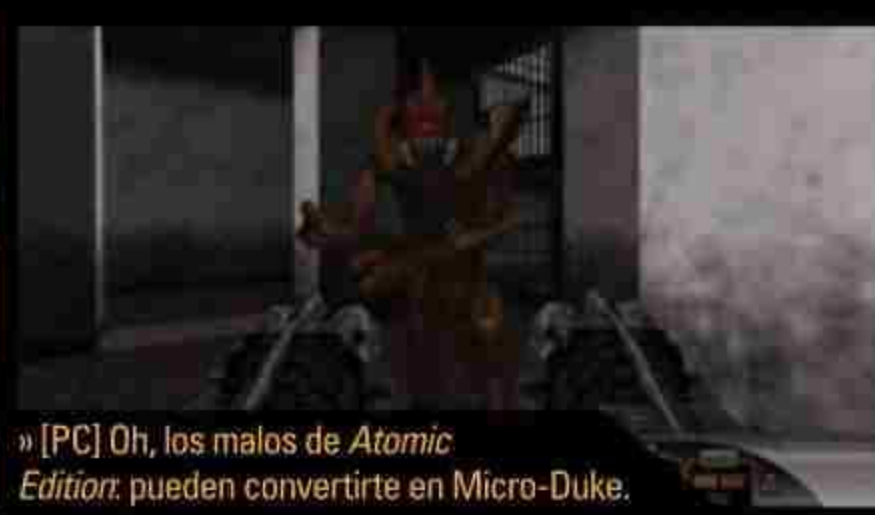 » [PC] Oh, los malos de Atomic
Edition: pueden convertirte en Micro-Duke.